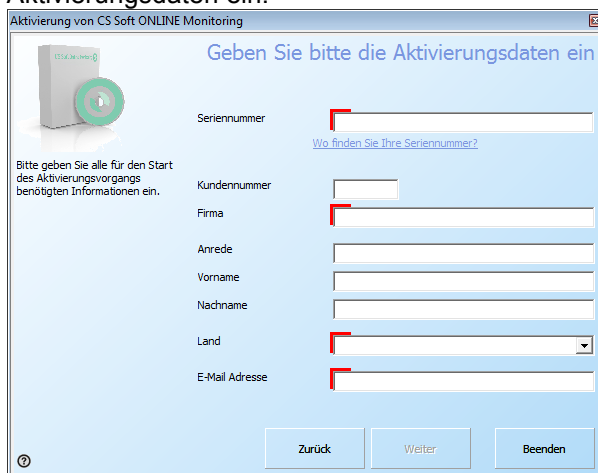 Aktivierungsdaten ein.
Aktivierung von CS Soft ONLINE Monitoring
Geben Sie bitte die Aktivierungsdaten ein
Bitte geben Sie alle für den Start
des Aktivierungsvorgangs
benötigten Informationen ein.
Seriennummer
Wo finden Sie Ihre Seriennummer?
Kundennummer
Firma
Anrede
Vorname
Nachname
Land
E-Mail Adresse
Zurück
Weiter
Beenden